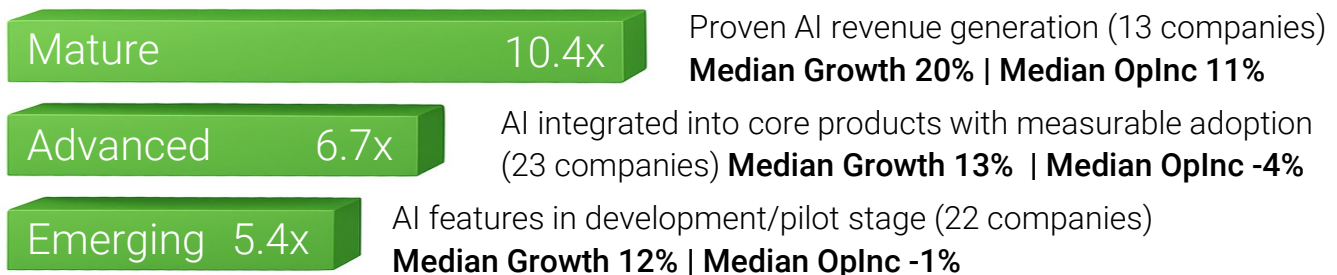 Mature 10.4x
Proven AI revenue generation (13 companies)
Median Growth 20% | Median OpInc 11%
Advanced 6.7x
AI integrated into core products with measurable adoption
(23 companies) Median Growth 13% | Median OpInc -4%
Emerging 5.4x
AI features in development/pilot stage (22 companies)
Median Growth 12% | Median OpInc -1%